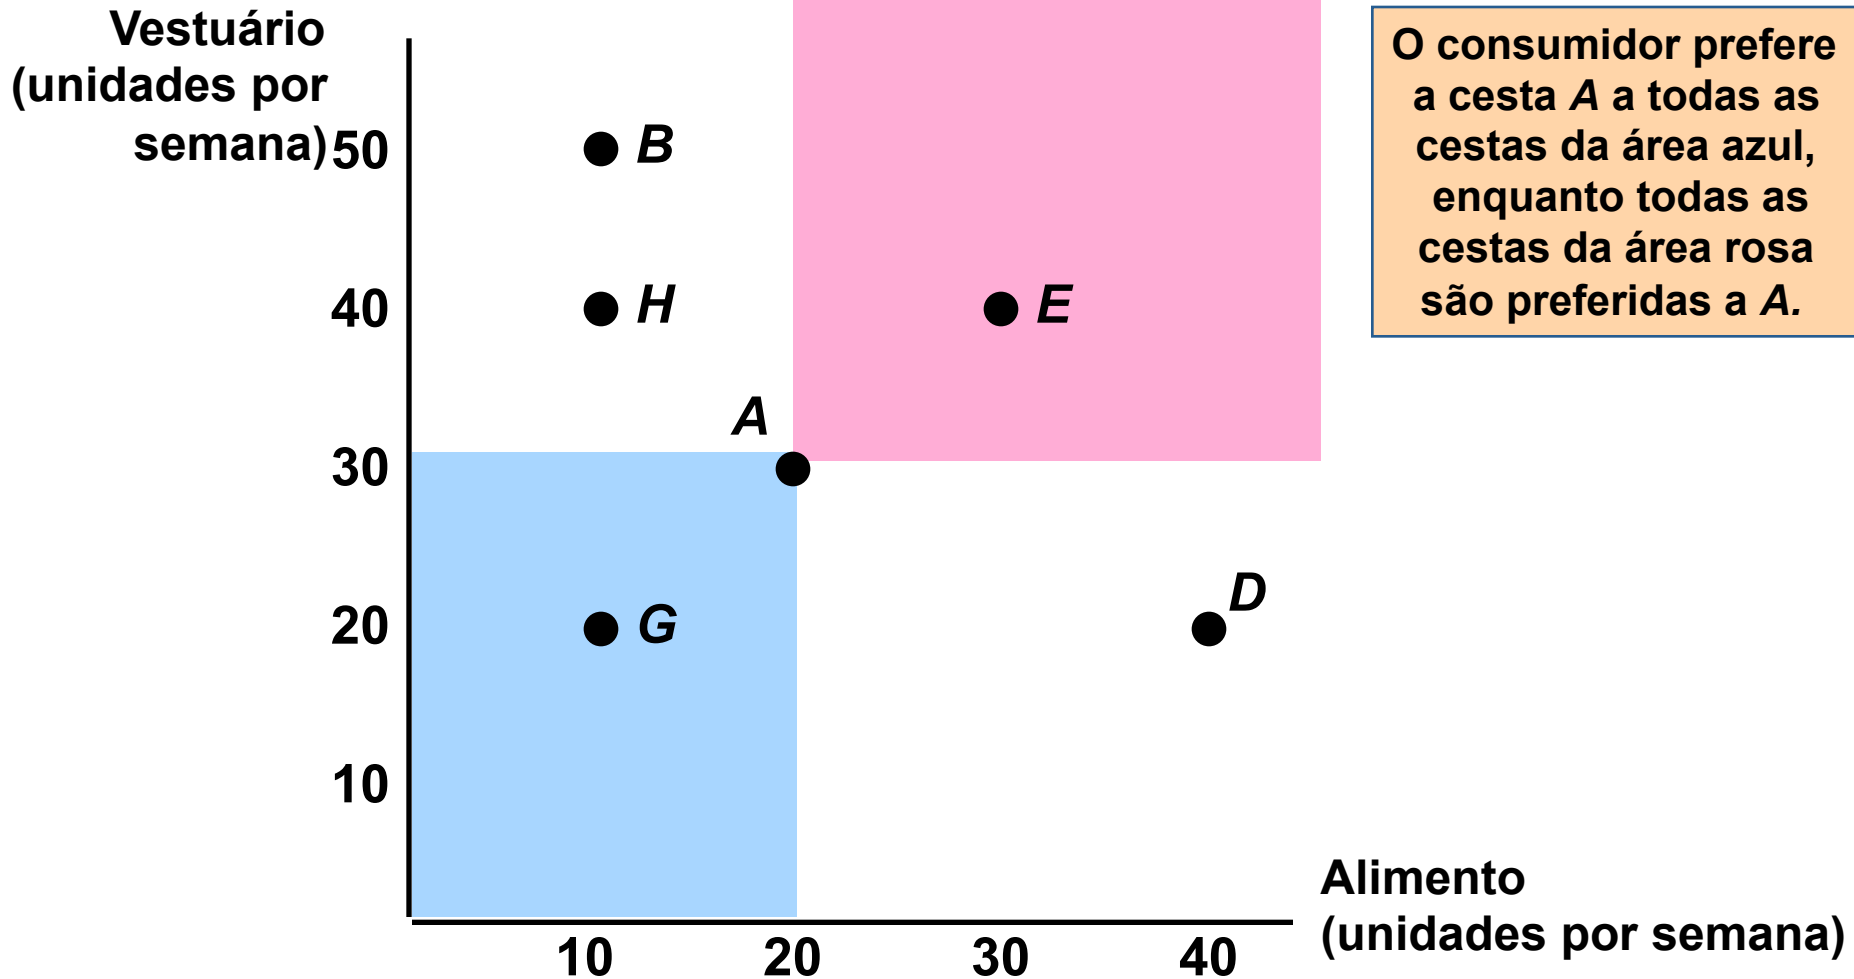 Vestuário
(unidades por
semana)
50
40
30
20
10
B
H
E
A
G
D
O consumidor prefere
a cesta A a todas as
cestas da área azul,
enquanto todas as
cestas da área rosa
são preferidas a A.
10 20 30 40
Alimento
(unidades por semana)